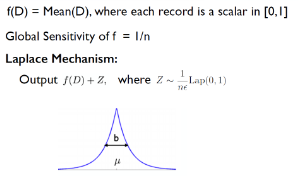 f(D) = Mean(D), where each record is a scalar in [0,1]
Global Sensitivity of f = 1/n
Laplace Mechanism:
Output f(D) + Z, where Z ~ 1/nε Lap(0, 1)
b
μ